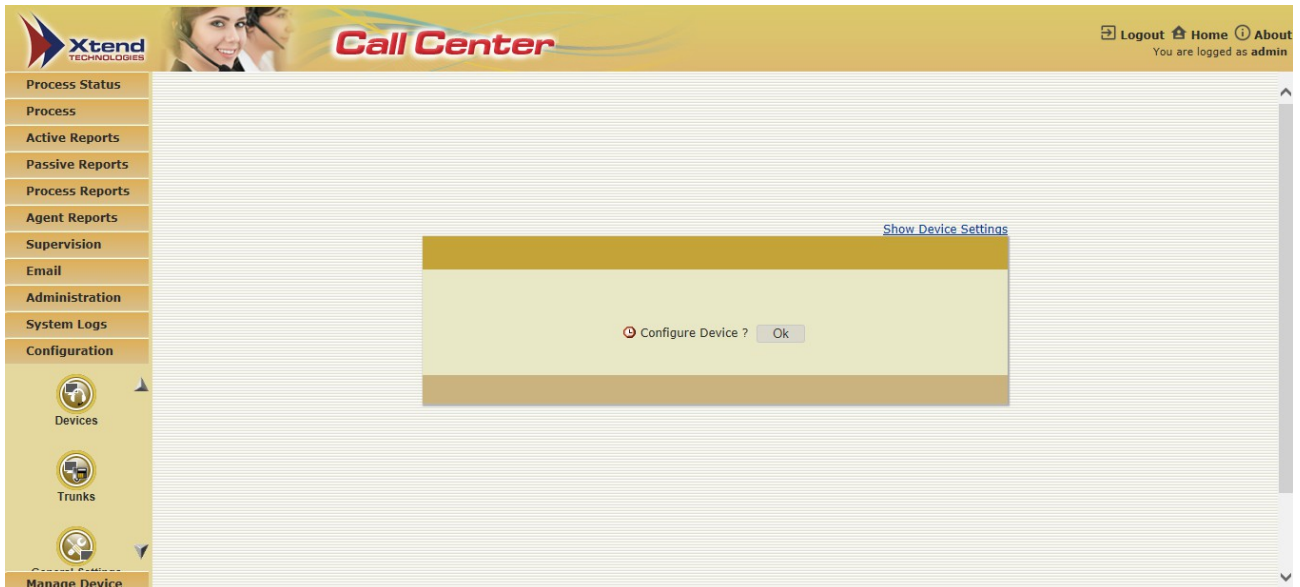 Xtend
TECHNOLOGIES
Call Center
Logout Home About
You are logged as admin
Process Status
Process
Active Reports
Passive Reports
Process Reports
Agent Reports
Supervision
Email
Administration
System Logs
Configuration
Devices
Trunks
General Settings
Manage Device
Show Device Settings
Configure Device ? Ok